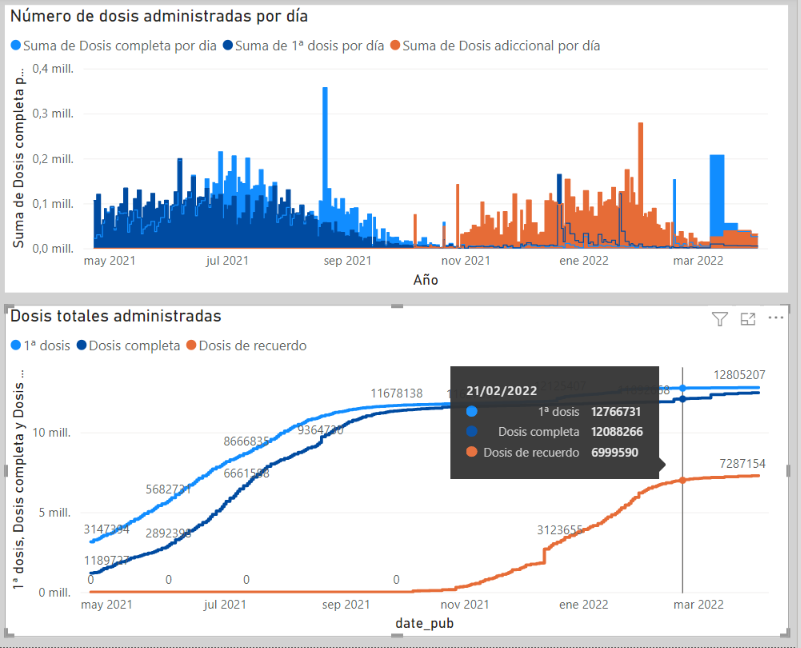 Número de dosis administradas por día
Suma de Dosis completa por dia Suma de 1ª dosis por día Suma de Dosis adiccional por día
Suma de Dosis completa p...
0,4 mill.
0,3 mill.
0,2 mill.
0,1 mill.
0,0 mill.
may 2021 jul 2021 sep 2021 nov 2021 ene 2022 mar 2022
Año
Dosis totales administradas
1ª dosis Dosis completa Dosis de recuerdo
1ª dosis, Dosis completa y Dosis ...
10 mill.
5 mill.
0 mill.
3147394
5682731
8666835
11678138
12805207
1189727
2892395
6661598
9364730
0 0 0 0
3123655
7287154
21/02/2022
1ª dosis 12766731
Dosis completa 12088266
Dosis de recuerdo 6999590
may 2021 jul 2021 sep 2021 nov 2021 ene 2022 mar 2022
date_pub